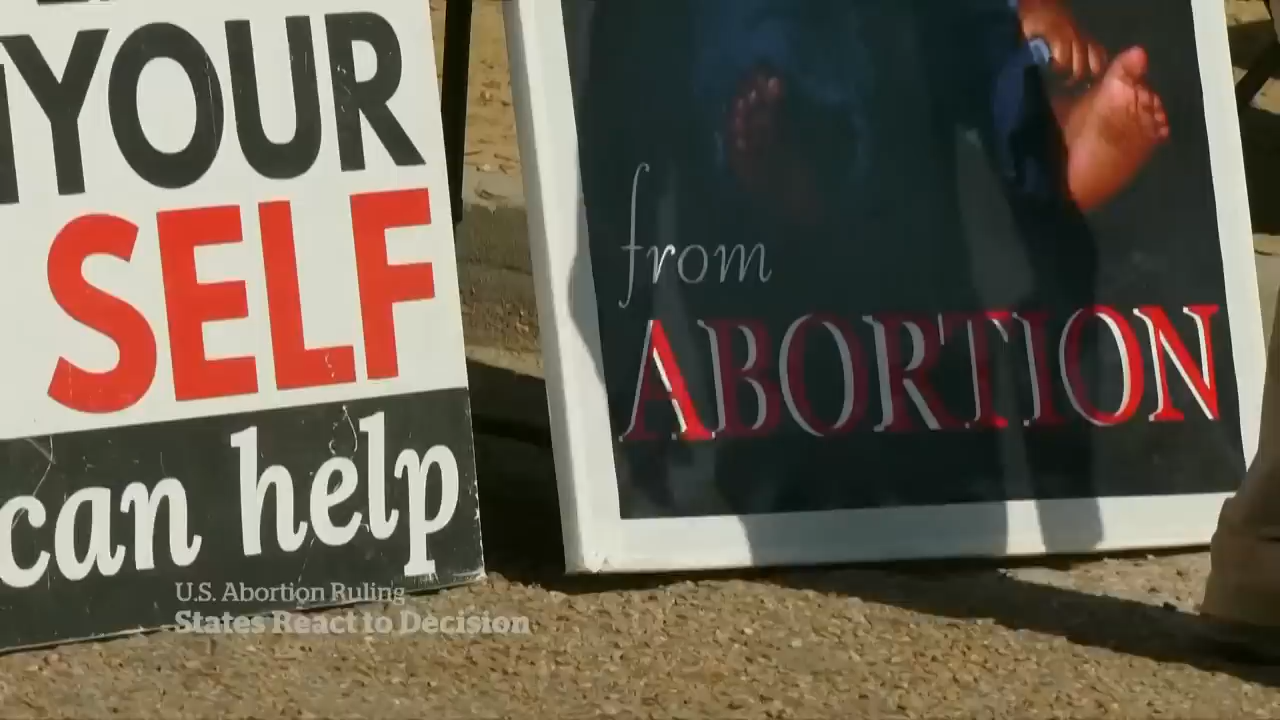 YOUR
SELF
can help
from
ABORTION
U.S. Abortion Ruling
States React to Decision